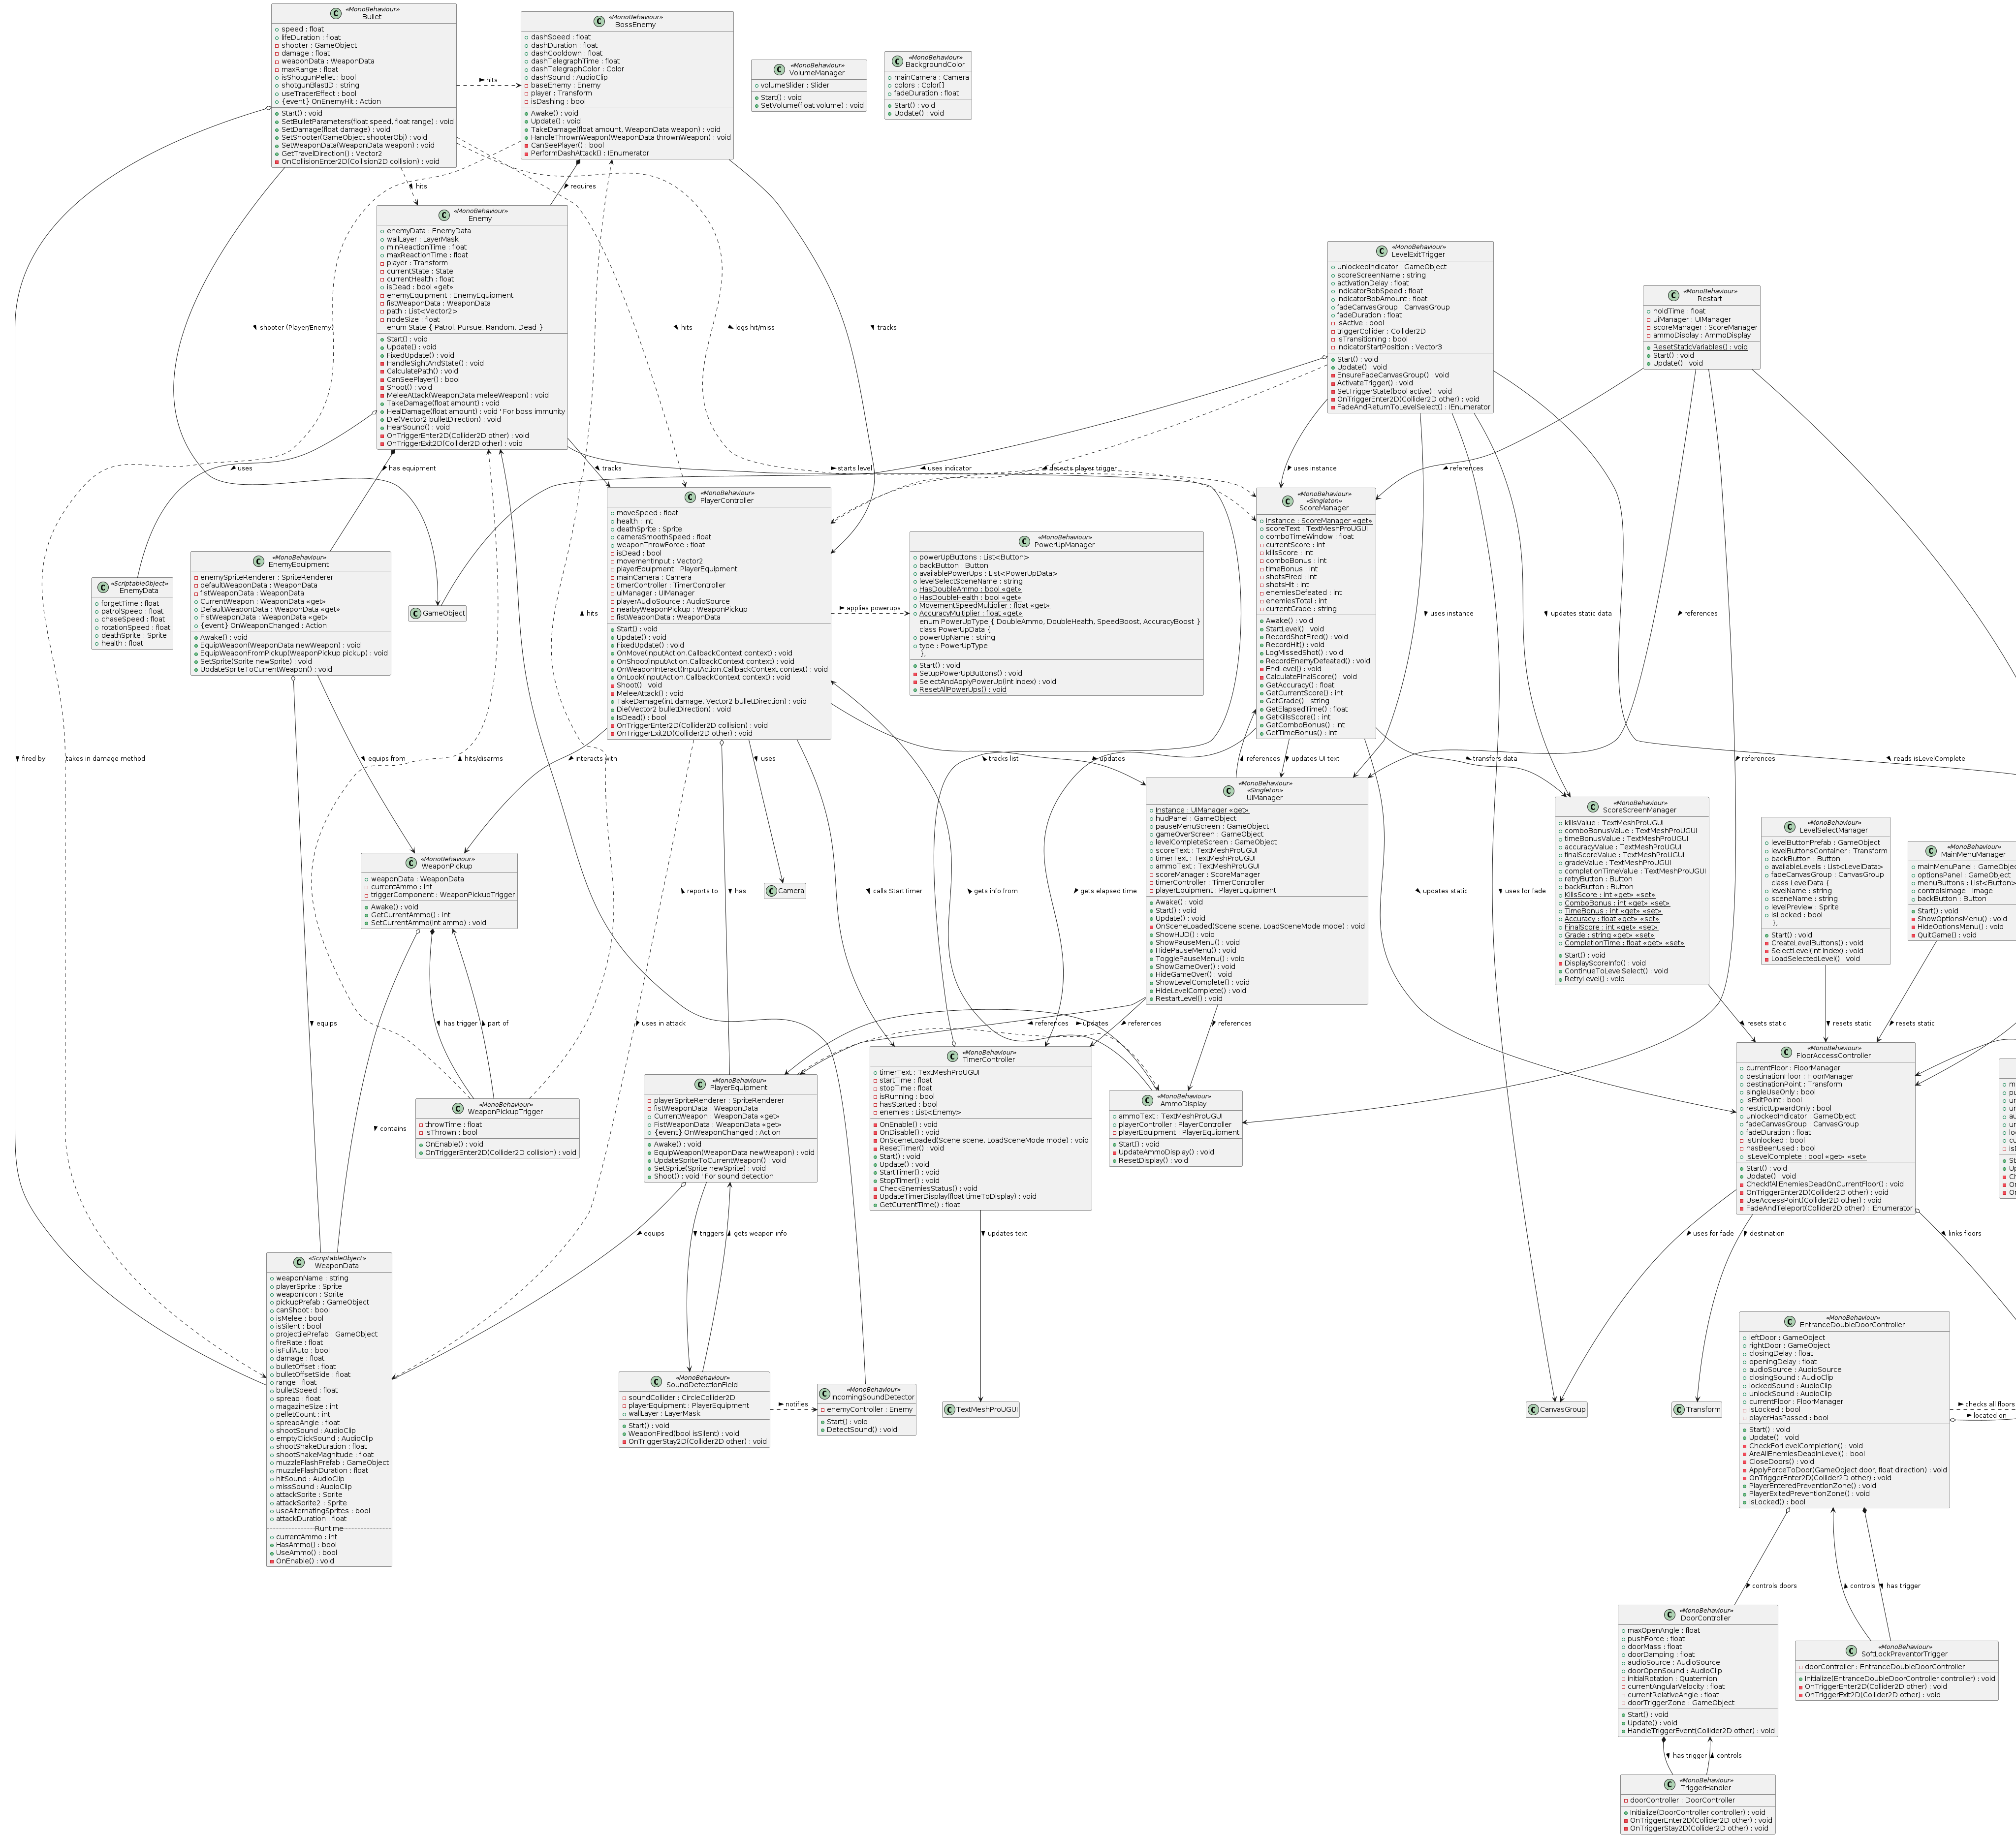 «MonoBehaviour»
Bullet
speed : float
lifeDuration : float
shooter : GameObject
damage : float
weaponData : WeaponData
maxRange : float
isShotgunPellet : bool
shotgunBlastID : string
useTracerEffect : bool
{event} OnEnemyHit : Action
Start() : void
SetBulletParameters(float speed, float range) : void
SetDamage(float damage) : void
SetShooter(GameObject shooterObj) : void
SetWeaponData(WeaponData weapon) : void
GetTravelDirection() : Vector2
OnCollisionEnter2D(Collision2D collision) : void
«MonoBehaviour»
BossEnemy
dashSpeed : float
dashDuration : float
dashCooldown : float
dashTelegraphTime : float
dashTelegraphColor : Color
dashSound : AudioClip
baseEnemy : Enemy
player : Transform
isDashing : bool
Awake() : void
Update() : void
TakeDamage(float amount, WeaponData weapon) : void
HandleThrownWeapon(WeaponData thrownWeapon) : void
CanSeePlayer() : bool
PerformDashAttack() : IEnumerator
«MonoBehaviour»
VolumeManager
volumeSlider : Slider
Start() : void
SetVolume(float volume) : void
«MonoBehaviour»
BackgroundColor
mainCamera : Camera
colors : Color[]
fadeDuration : float
Start() : void
Update() : void
hits
hits
requires
«MonoBehaviour»
Enemy
enemyData : EnemyData
wallLayer : LayerMask
minReactionTime : float
maxReactionTime : float
player : Transform
currentState : State
currentHealth : float
isDead : bool «get»
enemyEquipment : EnemyEquipment
fistWeaponData : WeaponData
path : List<Vector2>
nodeSize : float
enum State { Patrol, Pursue, Random, Dead }
Start() : void
Update() : void
FixedUpdate() : void
HandleSightAndState() : void
CalculatePath() : void
CanSeePlayer() : bool
Shoot() : void
MeleeAttack(WeaponData meleeWeapon) : void
TakeDamage(float amount) : void
HealDamage(float amount) : void ' For boss immunity
Die(Vector2 bulletDirection) : void
HearSound() : void
OnTriggerEnter2D(Collider2D other) : void
OnTriggerExit2D(Collider2D other) : void
«MonoBehaviour»
LevelExitTrigger
unlockedIndicator : GameObject
scoreScreenName : string
activationDelay : float
indicatorBobSpeed : float
indicatorBobAmount : float
fadeCanvasGroup : CanvasGroup
fadeDuration : float
isActive : bool
triggerCollider : Collider2D
isTransitioning : bool
indicatorStartPosition : Vector3
Start() : void
Update() : void
EnsureFadeCanvasGroup() : void
ActivateTrigger() : void
SetTriggerState(bool active) : void
OnTriggerEnter2D(Collider2D other) : void
FadeAndReturnToLevelSelect() : IEnumerator
«MonoBehaviour»
Restart
holdTime : float
uiManager : UIManager
scoreManager : ScoreManager
ammoDisplay : AmmoDisplay
ResetStaticVariables() : void
Start() : void
Update() : void
shooter (Player/Enemy)
hits
logs hit/miss
tracks
uses
has equipment
tracks
starts level
uses indicator
detects player trigger
uses instance
references
«MonoBehaviour»
PlayerController
moveSpeed : float
health : int
deathSprite : Sprite
cameraSmoothSpeed : float
weaponThrowForce : float
isDead : bool
movementInput : Vector2
playerEquipment : PlayerEquipment
mainCamera : Camera
timerController : TimerController
uiManager : UIManager
playerAudioSource : AudioSource
nearbyWeaponPickup : WeaponPickup
fistWeaponData : WeaponData
Start() : void
Update() : void
FixedUpdate() : void
OnMove(InputAction.CallbackContext context) : void
OnShoot(InputAction.CallbackContext context) : void
OnWeaponInteract(InputAction.CallbackContext context) : void
OnLook(InputAction.CallbackContext context) : void
Shoot() : void
MeleeAttack() : void
TakeDamage(int damage, Vector2 bulletDirection) : void
Die(Vector2 bulletDirection) : void
IsDead() : bool
OnTriggerEnter2D(Collider2D collision) : void
OnTriggerExit2D(Collider2D other) : void
«MonoBehaviour»
PowerUpManager
powerUpButtons : List<Button>
backButton : Button
availablePowerUps : List<PowerUpData>
levelSelectSceneName : string
HasDoubleAmmo : bool «get»
HasDoubleHealth : bool «get»
MovementSpeedMultiplier : float «get»
AccuracyMultiplier : float «get»
enum PowerUpType { DoubleAmmo, DoubleHealth, SpeedBoost, AccuracyBoost }
class PowerUpData {
powerUpName : string
type : PowerUpType
},
Start() : void
SetupPowerUpButtons() : void
SelectAndApplyPowerUp(int index) : void
ResetAllPowerUps() : void
applies powerups
«MonoBehaviour»
«Singleton»
ScoreManager
Instance : ScoreManager «get»
scoreText : TextMeshProUGUI
comboTimeWindow : float
currentScore : int
killsScore : int
comboBonus : int
timeBonus : int
shotsFired : int
shotsHit : int
enemiesDefeated : int
enemiesTotal : int
currentGrade : string
Awake() : void
StartLevel() : void
RecordShotFired() : void
RecordHit() : void
LogMissedShot() : void
RecordEnemyDefeated() : void
EndLevel() : void
CalculateFinalScore() : void
GetAccuracy() : float
GetCurrentScore() : int
GetGrade() : string
GetElapsedTime() : float
GetKillsScore() : int
GetComboBonus() : int
GetTimeBonus() : int
uses instance
updates static data
references
«MonoBehaviour»
EnemyEquipment
enemySpriteRenderer : SpriteRenderer
defaultWeaponData : WeaponData
fistWeaponData : WeaponData
CurrentWeapon : WeaponData «get»
DefaultWeaponData : WeaponData «get»
FistWeaponData : WeaponData «get»
{event} OnWeaponChanged : Action
Awake() : void
EquipWeapon(WeaponData newWeapon) : void
EquipWeaponFromPickup(WeaponPickup pickup) : void
SetSprite(Sprite newSprite) : void
UpdateSpriteToCurrentWeapon() : void
«ScriptableObject»
EnemyData
forgetTime : float
patrolSpeed : float
chaseSpeed : float
rotationSpeed : float
deathSprite : Sprite
health : float
GameObject
hits
fired by
takes in damage method
equips from
hits/disarms
interacts with
uses
tracks list
updates
references
updates UI text
transfers data
references
reads isLevelComplete
«MonoBehaviour»
«Singleton»
UIManager
Instance : UIManager «get»
hudPanel : GameObject
pauseMenuScreen : GameObject
gameOverScreen : GameObject
levelCompleteScreen : GameObject
scoreText : TextMeshProUGUI
timerText : TextMeshProUGUI
ammoText : TextMeshProUGUI
scoreManager : ScoreManager
timerController : TimerController
playerEquipment : PlayerEquipment
Awake() : void
Start() : void
Update() : void
OnSceneLoaded(Scene scene, LoadSceneMode mode) : void
ShowHUD() : void
ShowPauseMenu() : void
HidePauseMenu() : void
TogglePauseMenu() : void
ShowGameOver() : void
HideGameOver() : void
ShowLevelComplete() : void
HideLevelComplete() : void
RestartLevel() : void
«MonoBehaviour»
ScoreScreenManager
killsValue : TextMeshProUGUI
comboBonusValue : TextMeshProUGUI
timeBonusValue : TextMeshProUGUI
accuracyValue : TextMeshProUGUI
finalScoreValue : TextMeshProUGUI
gradeValue : TextMeshProUGUI
completionTimeValue : TextMeshProUGUI
retryButton : Button
backButton : Button
KillsScore : int «get» «set»
ComboBonus : int «get» «set»
TimeBonus : int «get» «set»
Accuracy : float «get» «set»
FinalScore : int «get» «set»
Grade : string «get» «set»
CompletionTime : float «get» «set»
Start() : void
DisplayScoreInfo() : void
ContinueToLevelSelect() : void
RetryLevel() : void
«MonoBehaviour»
LevelSelectManager
levelButtonPrefab : GameObject
levelButtonsContainer : Transform
backButton : Button
availableLevels : List<LevelData>
fadeCanvasGroup : CanvasGroup
class LevelData {
levelName : string
sceneName : string
levelPreview : Sprite
isLocked : bool
},
Start() : void
CreateLevelButtons() : void
SelectLevel(int index) : void
LoadSelectedLevel() : void
«MonoBehaviour»
MainMenuManager
mainMenuPanel : GameObjec
optionsPanel : GameObject
menuButtons : List<Button>
controlsImage : Image
backButton : Button
Start() : void
ShowOptionsMenu() : void
HideOptionsMenu() : void
QuitGame() : void
«MonoBehaviour»
WeaponPickup
weaponData : WeaponData
currentAmmo : int
triggerComponent : WeaponPickupTrigger
Awake() : void
GetCurrentAmmo() : int
SetCurrentAmmo(int ammo) : void
Camera
reports to
has
calls StartTimer
gets info from
gets elapsed time
updates static
uses for fade
equips
has trigger
part of
uses in attack
references
updates
references
references
resets static
resets static
resets static
«MonoBehaviour»
TimerController
timerText : TextMeshProUGUI
startTime : float
stopTime : float
isRunning : bool
hasStarted : bool
enemies : List<Enemy>
OnEnable() : void
OnDisable() : void
OnSceneLoaded(Scene scene, LoadSceneMode mode) : void
ResetTimer() : void
Start() : void
Update() : void
StartTimer() : void
StopTimer() : void
CheckEnemiesStatus() : void
UpdateTimerDisplay(float timeToDisplay) : void
GetCurrentTime() : float
«MonoBehaviour»
FloorAccessController
currentFloor : FloorManager
destinationFloor : FloorManager
destinationPoint : Transform
singleUseOnly : bool
isExitPoint : bool
restrictUpwardOnly : bool
unlockedIndicator : GameObject
fadeCanvasGroup : CanvasGroup
fadeDuration : float
isUnlocked : bool
hasBeenUsed : bool
isLevelComplete : bool «get» «set»
Start() : void
Update() : void
CheckIfAllEnemiesDeadOnCurrentFloor() : void
OnTriggerEnter2D(Collider2D other) : void
UseAccessPoint(Collider2D other) : void
FadeAndTeleport(Collider2D other) : IEnumerator
«MonoBehaviour»
PlayerEquipment
playerSpriteRenderer : SpriteRenderer
fistWeaponData : WeaponData
CurrentWeapon : WeaponData «get»
FistWeaponData : WeaponData «get»
{event} OnWeaponChanged : Action
Awake() : void
EquipWeapon(WeaponData newWeapon) : void
UpdateSpriteToCurrentWeapon() : void
SetSprite(Sprite newSprite) : void
Shoot() : void ' For sound detection
«MonoBehaviour»
AmmoDisplay
ammoText : TextMeshProUGUI
playerController : PlayerController
playerEquipment : PlayerEquipment
Start() : void
UpdateAmmoDisplay() : void
ResetDisplay() : void
«MonoBehaviour»
WeaponPickupTrigger
throwTime : float
isThrown : bool
OnEnable() : void
OnTriggerEnter2D(Collider2D collision) : void
contains
equips
triggers
gets weapon info
updates text
uses for fade
destination
links floors
«ScriptableObject»
WeaponData
weaponName : string
playerSprite : Sprite
weaponIcon : Sprite
pickupPrefab : GameObject
canShoot : bool
isMelee : bool
isSilent : bool
projectilePrefab : GameObject
fireRate : float
isFullAuto : bool
damage : float
bulletOffset : float
bulletOffsetSide : float
range : float
bulletSpeed : float
spread : float
magazineSize : int
pelletCount : int
spreadAngle : float
shootSound : AudioClip
emptyClickSound : AudioClip
shootShakeDuration : float
shootShakeMagnitude : float
muzzleFlashPrefab : GameObject
muzzleFlashDuration : float
hitSound : AudioClip
missSound : AudioClip
attackSprite : Sprite
attackSprite2 : Sprite
useAlternatingSprites : bool
attackDuration : float
Runtime
currentAmmo : int
HasAmmo() : bool
UseAmmo() : bool
OnEnable() : void
«MonoBehaviour»
SoundDetectionField
soundCollider : CircleCollider2D
playerEquipment : PlayerEquipment
wallLayer : LayerMask
Start() : void
WeaponFired(bool isSilent) : void
OnTriggerStay2D(Collider2D other) : void
notifies
«MonoBehaviour»
IncomingSoundDetector
enemyController : Enemy
Start() : void
DetectSound() : void
TextMeshProUGUI
CanvasGroup
Transform
«MonoBehaviour»
EntranceDoubleDoorController
leftDoor : GameObject
rightDoor : GameObject
closingDelay : float
openingDelay : float
audioSource : AudioSource
closingSound : AudioClip
lockedSound : AudioClip
unlockSound : AudioClip
currentFloor : FloorManager
isLocked : bool
playerHasPassed : bool
Start() : void
Update() : void
CheckForLevelCompletion() : void
AreAllEnemiesDeadInLevel() : bool
CloseDoors() : void
ApplyForceToDoor(GameObject door, float direction) : void
OnTriggerEnter2D(Collider2D other) : void
PlayerEnteredPreventionZone() : void
PlayerExitedPreventionZone() : void
IsLocked() : bool
checks all floors
located on
controls doors
controls
has trigger
«MonoBehaviour»
DoorController
maxOpenAngle : float
pushForce : float
doorMass : float
doorDamping : float
audioSource : AudioSource
doorOpenSound : AudioClip
initialRotation : Quaternion
currentAngularVelocity : float
currentRelativeAngle : float
doorTriggerZone : GameObject
Start() : void
Update() : void
HandleTriggerEvent(Collider2D other) : void
«MonoBehaviour»
SoftLockPreventorTrigger
doorController : EntranceDoubleDoorController
Initialize(EntranceDoubleDoorController controller) : void
OnTriggerEnter2D(Collider2D other) : void
OnTriggerExit2D(Collider2D other) : void
has trigger
controls
«MonoBehaviour»
TriggerHandler
doorController : DoorController
Initialize(DoorController controller) : void
OnTriggerEnter2D(Collider2D other) : void
OnTriggerStay2D(Collider2D other) : void